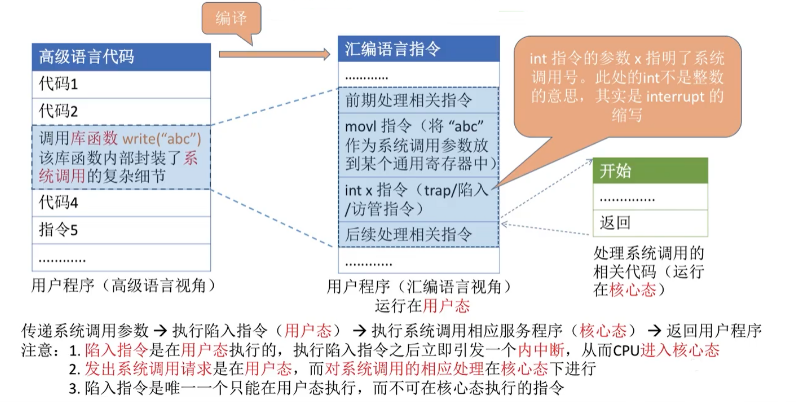 编译
高级语言代码
代码1
代码2
调用库函数 write(“abc”)
该库函数内部封装了系
统调用的复杂细节
代码4
指令5
…………
用户程序（高级语言视角）
汇编语言指令
…………
前期处理相关指令
movl 指令（将 “abc”
作为系统调用参数放
到某个通用寄存器中）
int x 指令（trap/陷入
/访管指令）
后续处理相关指令
…………
用户程序（汇编语言视角）
运行在用户态
int 指令的参数 x 指明了系统
调用号。此处的int不是整数
的意思，其实是 interrupt 的
缩写
开始
…………..
返回
处理系统调用的
相关代码（运行
在核心态）
传递系统调用参数 → 执行陷入指令（用户态） → 执行系统调用相应服务程序（核心态） → 返回用户程序
注意：1. 陷入指令是在用户态执行的，执行陷入指令之后立即引发一个内中断，从而CPU进入核心态
2. 发出系统调用请求是在用户态，而对系统调用的相应处理在核心态下进行
3. 陷入指令是唯一一个只能在用户态执行，而不可在核心态执行的指令